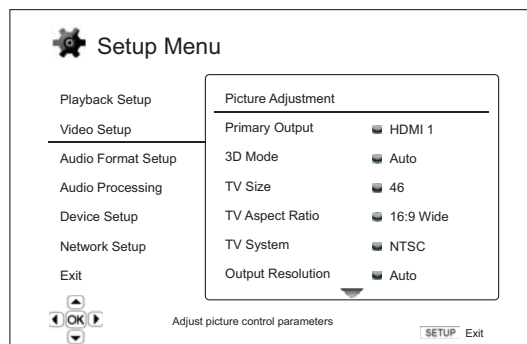 Setup Menu
Playback Setup
Video Setup
Audio Format Setup
Audio Processing
Device Setup
Network Setup
Exit
Picture Adjustment
Primary Output HDMI 1
3D Mode Auto
TV Size 46
TV Aspect Ratio 16:9 Wide
TV System NTSC
Output Resolution Auto
OK
Adjust picture control parameters
SETUP Exit